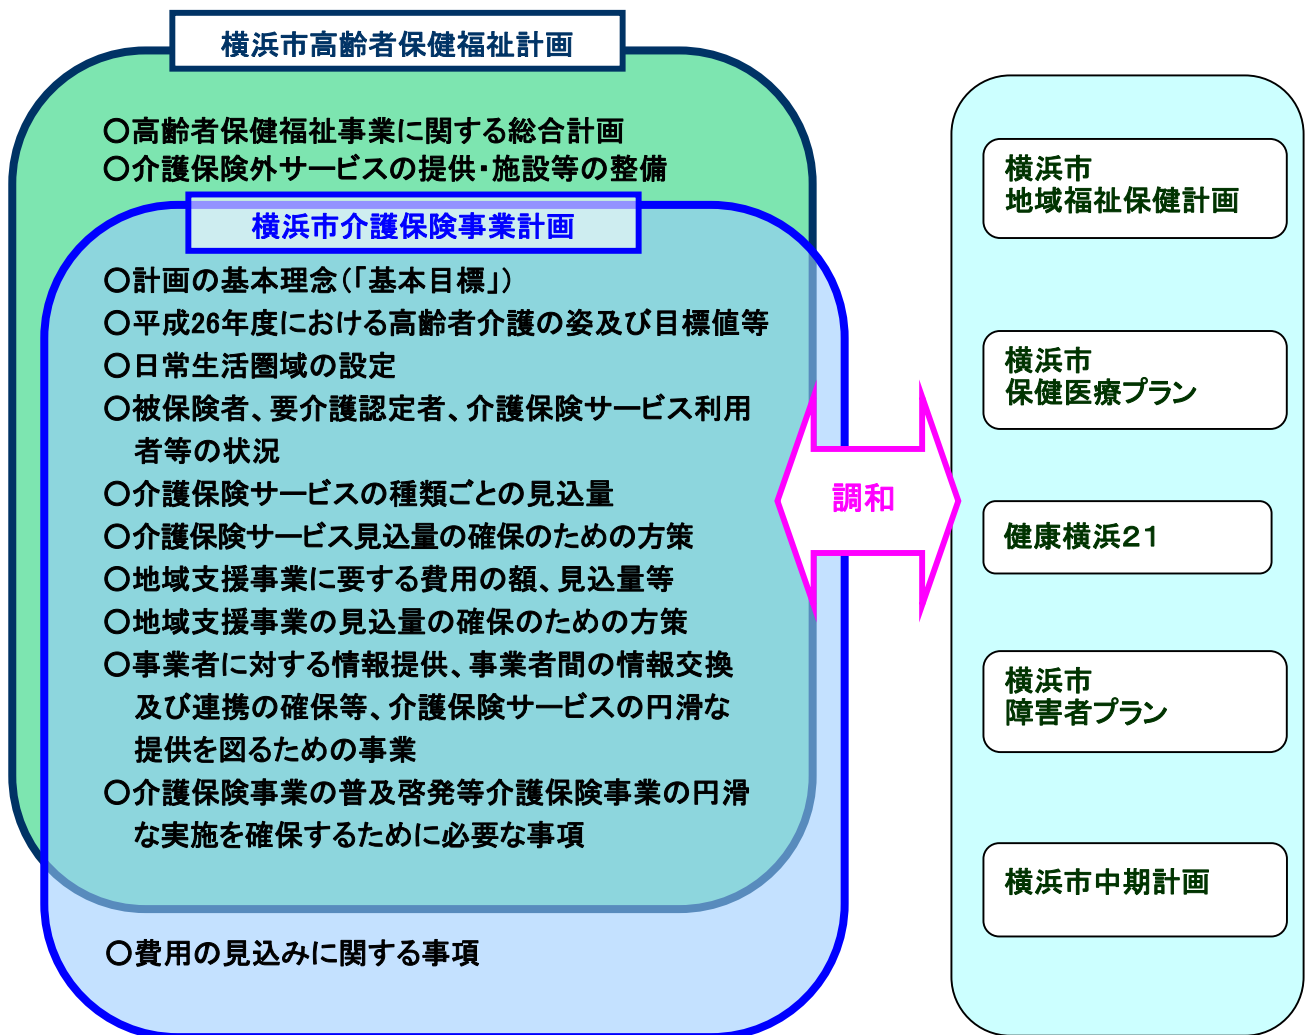 横浜市高齢者保健福祉計画
○高齢者保健福祉事業に関する総合計画
○介護保険外サービスの提供・施設等の整備
横浜市介護保険事業計画
○計画の基本理念(「基本目標」)
○平成26年度における高齢者介護の姿及び目標値等
○日常生活圏域の設定
○被保険者、要介護認定者、介護保険サービス利用
者等の状況
○介護保険サービスの種類ごとの見込量
○介護保険サービス見込量の確保のための方策
○地域支援事業に要する費用の額、見込量等
○地域支援事業の見込量の確保のための方策
○事業者に対する情報提供、事業者間の情報交換
及び連携の確保等、介護保険サービスの円滑な
提供を図るための事業
○介護保険事業の普及啓発等介護保険事業の円滑
な実施を確保するために必要な事項
○費用の見込みに関する事項
調和
横浜市
地域福祉保健計画
横浜市
保健医療プラン
健康横浜21
横浜市
障害者プラン
横浜市中期計画